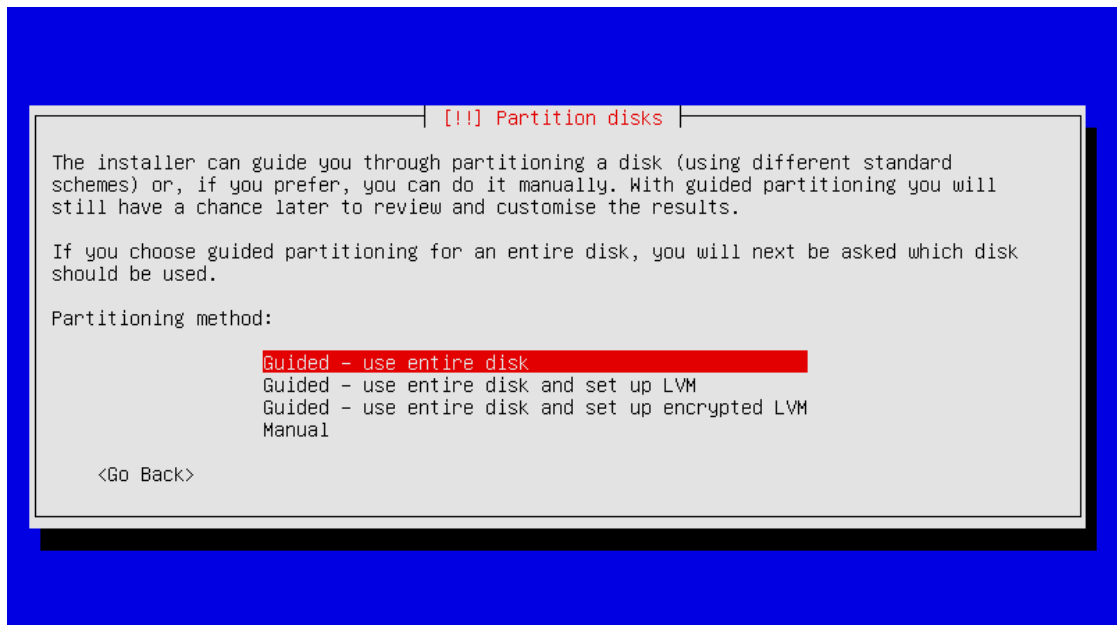 [!!] Partition disks
The installer can guide you through partitioning a disk (using different standard
schemes) or, if you prefer, you can do it manually. With guided partitioning you will
still have a chance later to review and customise the results.
If you choose guided partitioning for an entire disk, you will next be asked which disk
should be used.
Partitioning method:
Guided – use entire disk
Guided – use entire disk and set up LVM
Guided – use entire disk and set up encrypted LVM
Manual
<Go Back>